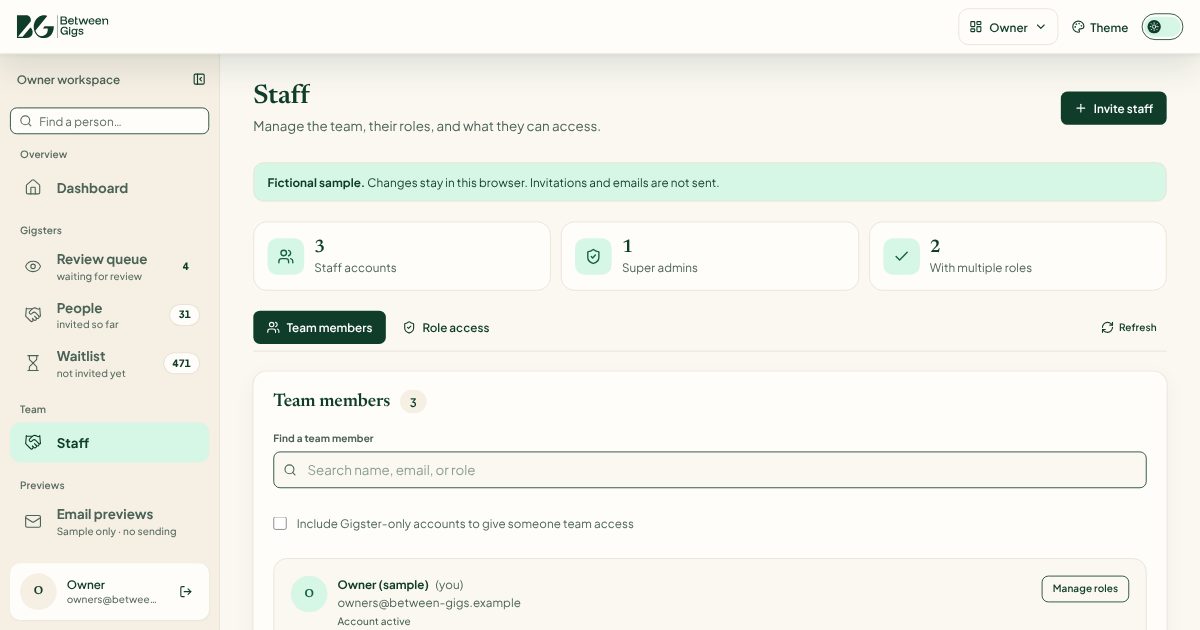 BG Between
Gigs
Owner
Theme
Owner workspace
Find a person...
Overview
Dashboard
Gigsters
Review queue
waiting for review
4
People
invited so far
31
Waitlist
not invited yet
471
Team
Staff
Previews
Email previews
Sample only · no sending
O
Owner
owners@betwee...
Staff
Manage the team, their roles, and what they can access.
+ Invite staff
Fictional sample. Changes stay in this browser. Invitations and emails are not sent.
3
Staff accounts
1
Super admins
2
With multiple roles
Team members
Role access
Refresh
Team members 3
Find a team member
Search name, email, or role
Include Gigster-only accounts to give someone team access
O
Owner (sample) (you)
owners@between-gigs.example
Account active
Manage roles